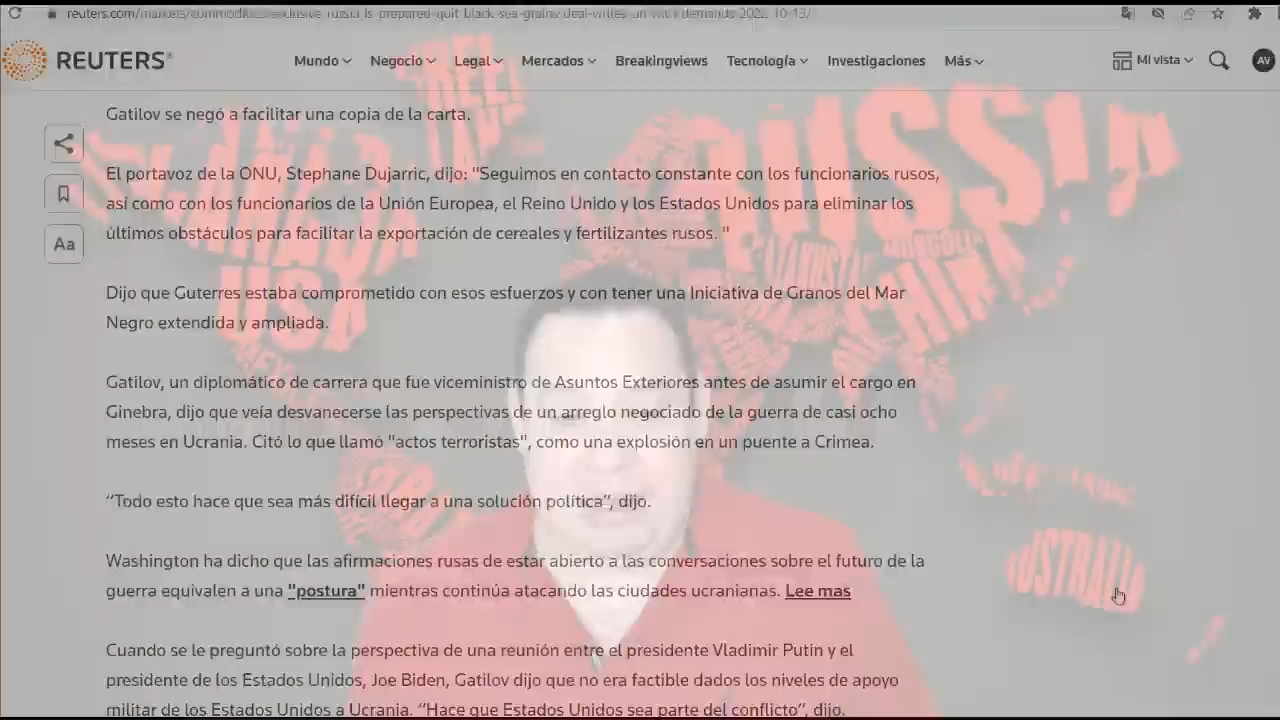 reuters.com/markets/commodities/exclusive-russia-is-prepared-quit-black-sea-grains-deal-writes-un-with-demands-2022-10-13/
REUTERS
Mundo Negocio Legal Mercados Breakingviews Tecnología Investigaciones Más Mi vista AV
Gatilov se negó a facilitar una copia de la carta.
El portavoz de la ONU, Stephane Dujarric, dijo: "Seguimos en contacto constante con los funcionarios rusos,
así como con los funcionarios de la Unión Europea, el Reino Unido y los Estados Unidos para eliminar los
últimos obstáculos para facilitar la exportación de cereales y fertilizantes rusos. "
Aa
Dijo que Guterres estaba comprometido con esos esfuerzos y con tener una Iniciativa de Granos del Mar
Negro extendida y ampliada.
Gatilov, un diplomático de carrera que fue viceministro de Asuntos Exteriores antes de asumir el cargo en
Ginebra, dijo que veía desvanecerse las perspectivas de un arreglo negociado de la guerra de casi ocho
meses en Ucrania. Citó lo que llamó "actos terroristas", como una explosión en un puente a Crimea.
“Todo esto hace que sea más difícil llegar a una solución política”, dijo.
Washington ha dicho que las afirmaciones rusas de estar abierto a las conversaciones sobre el futuro de la
guerra equivalen a una "postura" mientras continúa atacando las ciudades ucranianas. Lee mas
Cuando se le preguntó sobre la perspectiva de una reunión entre el presidente Vladimir Putin y el
presidente de los Estados Unidos, Joe Biden, Gatilov dijo que no era factible dados los niveles de apoyo
militar de los Estados Unidos a Ucrania. “Hace que Estados Unidos sea parte del conflicto”, dijo.
RUSSIA
MONGOLIA
CHINA
USA
AUSTRALIA